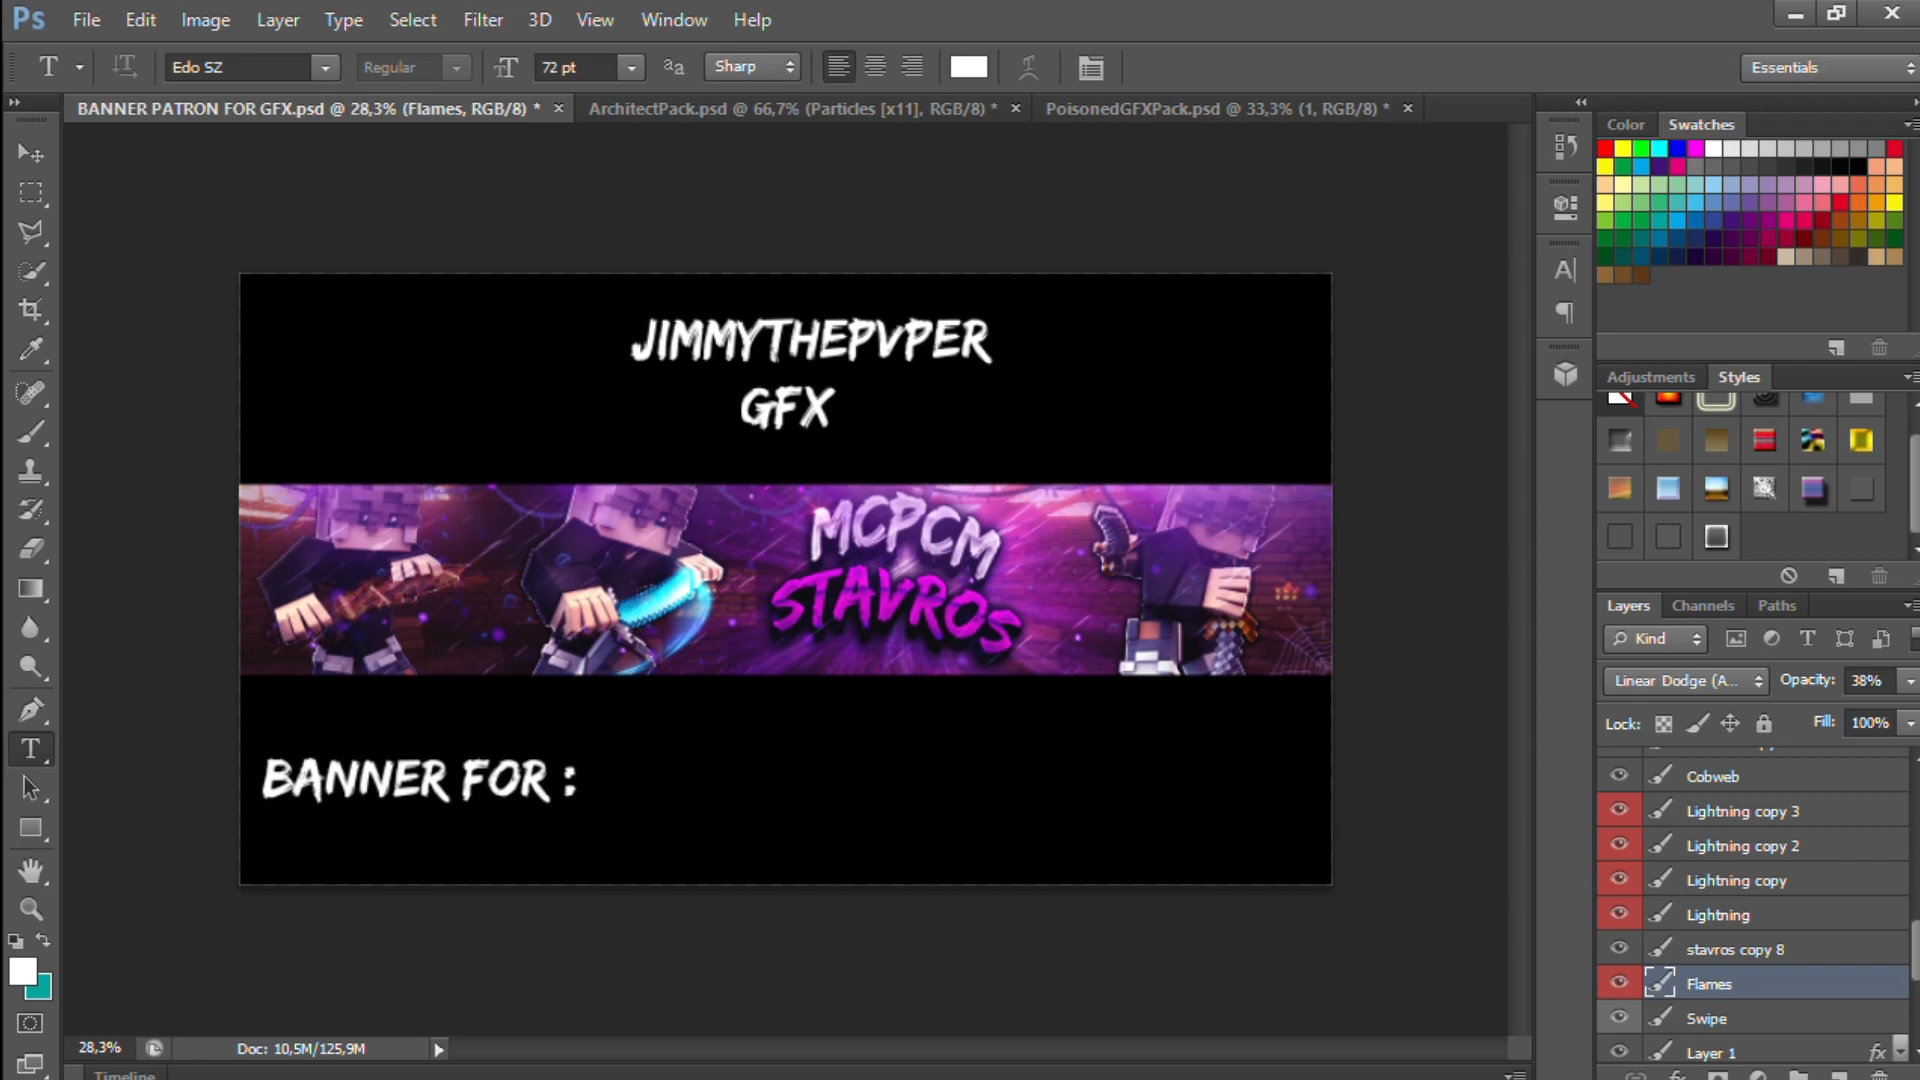 Ps File Edit Image Layer Type Select Filter 3D View Window Help
T Edo SZ Regular 72 pt aa Sharp Essentials
BANNER PATRON FOR GFX.psd @ 28,3% (Flames, RGB/8) * × ArchitectPack.psd @ 66,7% (Particles [x11], RGB/8) * × PoisonedGFXPack.psd @ 33,3% (1, RGB/8) * ×
Color Swatches
JIMMYTHEPVPER
GFX
Adjustments Styles
MCPCM
STAVROS
Layers Channels Paths
Kind
Linear Dodge (A... Opacity: 38%
Lock: Fill: 100%
BANNER FOR :
Cobweb
Lightning copy 3
Lightning copy 2
Lightning copy
Lightning
stavros copy 8
Flames
Swipe
Layer 1 fx
28,3% Doc: 10,5M/125,9M
Timeline